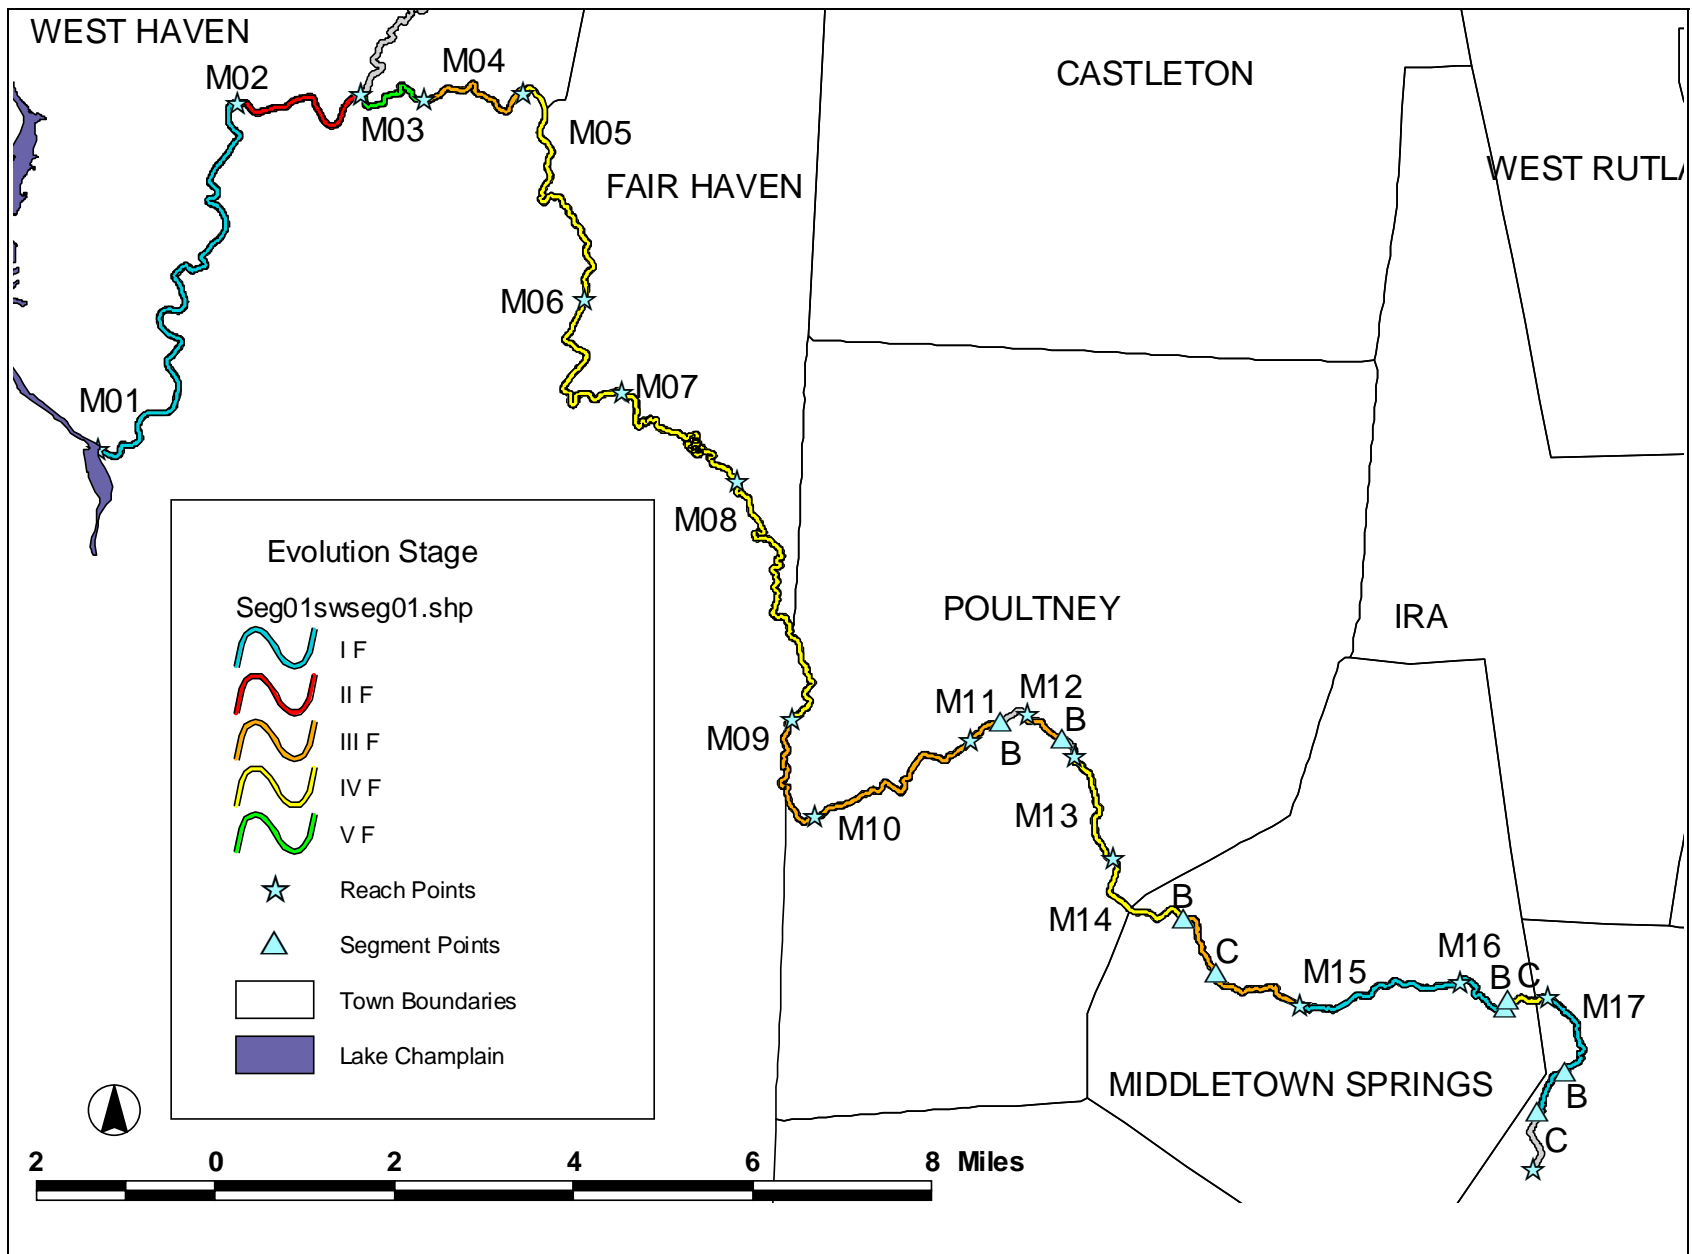 WEST HAVEN
M04
M02
CASTLETON
M03
M05
WEST RUTLA
FAIR HAVEN
M06
M07
M01
M08
Evolution Stage
Seg01swseg01.shp
I F
II F
III F
IV F
V F
Reach Points
Segment Points
Town Boundaries
Lake Champlain
POULTNEY
IRA
M12
M11
B
M09
B
M13
M10
B
M14
C
M16
M15
B C
M17
MIDDLETOWN SPRINGS
B
C
2 0 2 4 6 8 Miles